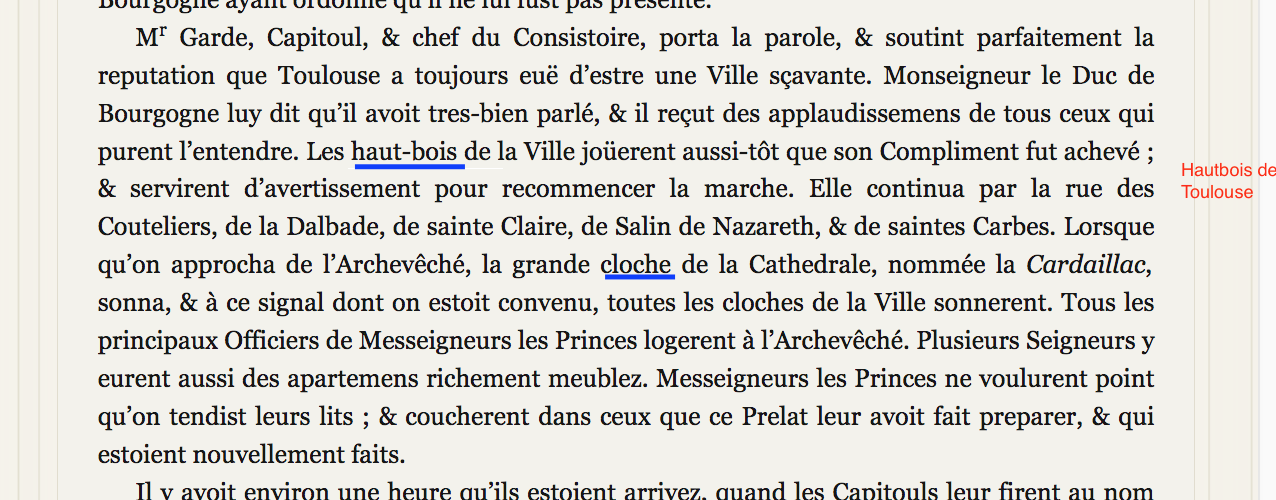 Bourgogne ayant ordonné qu'il ne lui fust pas presenté.
Mr Garde, Capitoul, & chef du Consistoire, porta la parole, & soutint parfaitement la
reputation que Toulouse a toujours euë d'estre une Ville sçavante. Monseigneur le Duc de
Bourgogne luy dit qu'il avoit tres-bien parlé, & il reçut des applaudissemens de tous ceux qui
purent l'entendre. Les haut-bois de la Ville joüerent aussi-tôt que son Compliment fut achevé ;
& servirent d'avertissement pour recommencer la marche. Elle continua par la rue des
Couteliers, de la Dalbade, de sainte Claire, de Salin de Nazareth, & de saintes Carbes. Lorsque
qu'on approcha de l'Archevêché, la grande cloche de la Cathedrale, nommée la Cardaillac,
sonna, & à ce signal dont on estoit convenu, toutes les cloches de la Ville sonnerent. Tous les
principaux Officiers de Messeigneurs les Princes logerent à l'Archevêché. Plusieurs Seigneurs y
eurent aussi des apartemens richement meublez. Messeigneurs les Princes ne voulurent point
qu'on tendist leurs lits ; & coucherent dans ceux que ce Prelat leur avoit fait preparer, & qui
estoient nouvellement faits.
Il y avoit environ une heure qu'ils estoient arrivez, quand les Capitouls leur firent au nom
Hautbois de
Toulouse